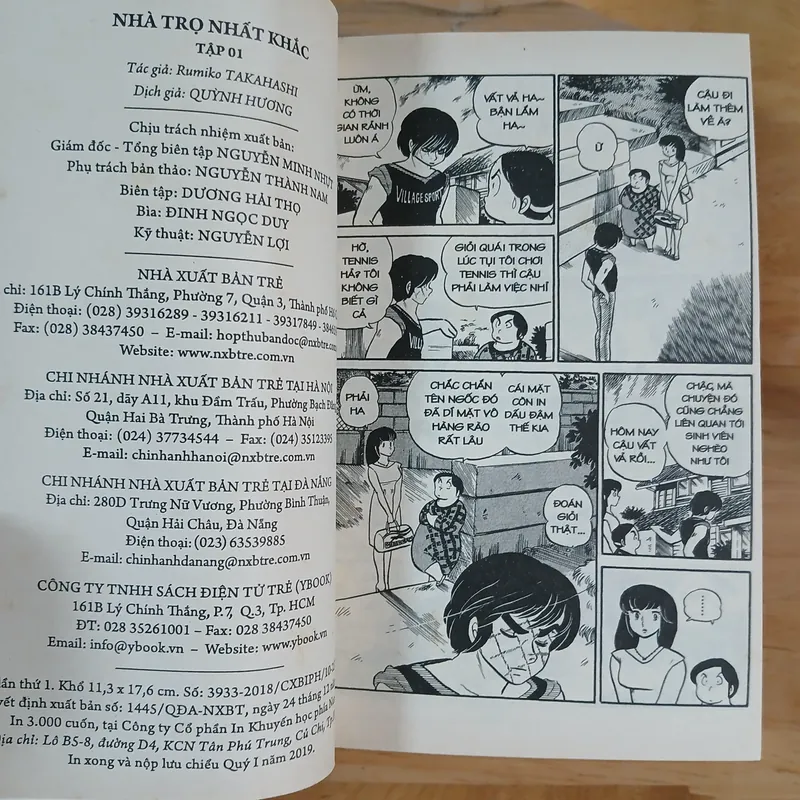 NHÀ TRỌ NHẤT KHẮC
TẬP 01
Tác giả: Rumiko TAKAHASHI
Dịch giả: QUỲNH HƯƠNG
Chịu trách nhiệm xuất bản:
Giám đốc - Tổng biên tập NGUYỄN MINH NHỰT
Phụ trách bản thảo: NGUYỄN THÀNH NAM
Biên tập: DƯƠNG HẢI THỌ
Bìa: ĐINH NGỌC DUY
Kỹ thuật: NGUYỄN LỢI
NHÀ XUẤT BẢN TRẺ
chỉ: 161B Lý Chính Thắng, Phường 7, Quận 3, Thành phố
Điện thoại: (028) 39316289 - 39316211 - 39317849 -
Fax: (028) 38437450 – E-mail: hopthubandoc@nxbtre.com
Website: www.nxbtre.com.vn
CHI NHÁNH NHÀ XUẤT BẢN TRẺ TẠI HÀ NỘI
Địa chỉ: Số 21, dãy A11, khu Đầm Trấu, Phường Bạch
Quận Hai Bà Trưng, Thành phố Hà Nội
Điện thoại: (024) 37734544 – Fax: (024) 35123395
E-mail: chinhanhhanoi@nxbtre.com.vn
CHI NHÁNH NHÀ XUẤT BẢN TRẺ TẠI ĐÀ NẴNG
Địa chỉ: 280D Trưng Nữ Vương, Phường Bình Thuận,
Quận Hải Châu, Đà Nẵng
Điện thoại: (023) 63539885
E-mail: chinhanhdanang@nxbtre.com.vn
CÔNG TY TNHH SÁCH ĐIỆN TỬ TRẺ (YBOOK)
161B Lý Chính Thắng, P.7, Q.3, Tp. HCM
ĐT: 028 35261001 – Fax: 028 38437450
Email: info@ybook.vn – Website: www.ybook.vn
lần thứ 1. Khổ 11,3 x 17,6 cm. Số: 3933-2018/CXBIPH/10-
định xuất bản số: 1445/QĐA-NXBT, ngày 24 tháng 12
In 3.000 cuốn, tại Công ty Cổ phần In Khuyến học phía
chỉ: Lô B5-8, đường D4, KCN Tân Phú Trung, Củ Chi,
In xong và nộp lưu chiểu Quý I năm 2019.
CẬU ĐI
LÀM THÊM
VỀ À?
Ừ
VẤT VẢ HA~
BẬN LẮM
HA~
ỪM,
KHÔNG
CÓ THỜI
GIAN RẢNH
LUÔN Á
VILLAGE SPORT
GIỎI QUÁI TRONG
LÚC TỤI TÔI CHƠI
TENNIS THÌ CẬU
PHẢI LÀM VIỆC NHỈ
HỜ,
TENNIS
HẢ? TÔI
KHÔNG
BIẾT GÌ
CẢ
CHẬC, MÀ
CHUYỆN ĐÓ
CŨNG CHẲNG
LIÊN QUAN TỚI
SINH VIÊN
NGHÈO
NHƯ TÔI
HÔM NAY
CẬU VẤT
VẢ RỒI...
......
CÁI MẶT
CÒN IN
DẤU ĐẬM
THẾ KIA
CHẮC CHẮN
TÊN NGỐC ĐÓ
ĐÃ DÍ MẶT VÔ
HÀNG RÀO
RẤT LÂU
PHẢI
HA
ĐOÁN
GIỎI
THẬT...